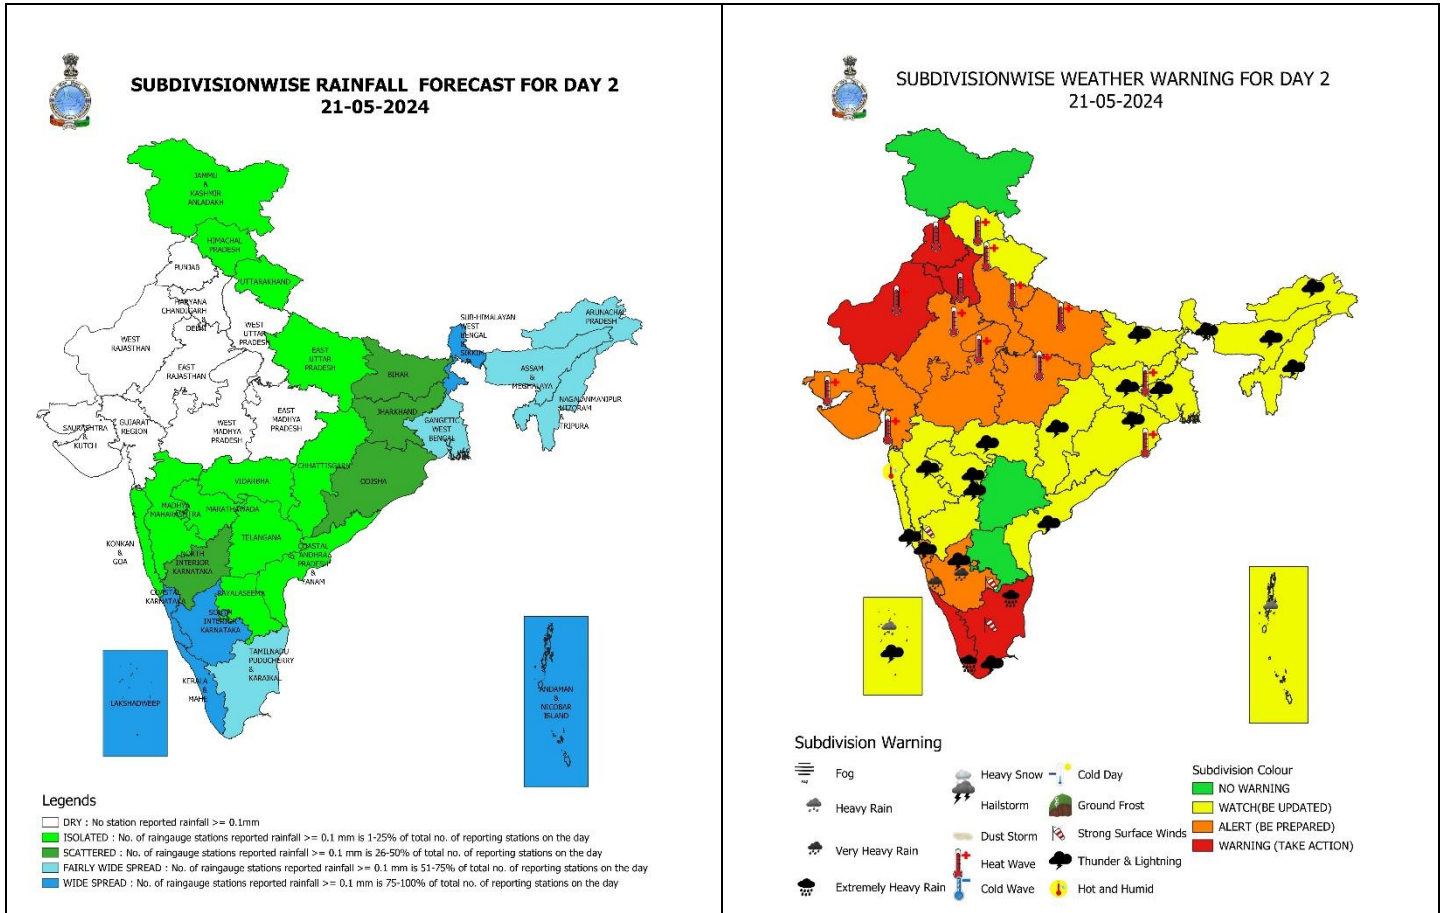 SUBDIVISIONWISE RAINFALL FORECAST FOR DAY 2
21-05-2024
JAMMU
&
KASHMIR
ANLADAKH
HIMACHAL
PRADESH
PUNJAB
UTTARAKHAND
HARYANA
CHANDIGARH
&
DELHI
WEST
UTTAR
PRADESH
WEST
RAJASTHAN
EAST
RAJASTHAN
EAST
UTTAR
PRADESH
SUB-HIMALAYAN
WEST
BENGAL
&
SIKKIM
ARUNACHAL
PRADESH
ASSAM
&
MEGHALAYA
NAGALANMANIPUR
MIZORAM
&
TRIPURA
BIHAR
JHARKHAND
GANGETIC
WEST
BENGAL
SAURASHTRA
&
KUTCH
GUJARAT
REGION
WEST
MADHYA
PRADESH
EAST
MADHYA
PRADESH
CHHATTISGARH
ODISHA
VIDARBHA
MADHYA
MAHARASHTRA
MARATHAWADA
TELANGANA
KONKAN
&
GOA
NORTH
INTERIOR
KARNATAKA
COASTAL
ANDHRA
PRADESH
&
YANAM
COASTAL
KARNATAKA
RAYALASEEMA
SOUTH
INTERIOR
KARNATAKA
TAMILNADU
PUDUCHERRY
&
KARAIKAL
KERALA
&
MAHE
LAKSHADWEEP
ANDAMAN
&
NICOBAR
ISLAND
Legends
DRY : No station reported rainfall >= 0.1mm
ISOLATED : No. of raingauge stations reported rainfall >= 0.1 mm is 1-25% of total no. of reporting stations on the day
SCATTERED : No. of raingauge stations reported rainfall >= 0.1 mm is 26-50% of total no. of reporting stations on the day
FAIRLY WIDE SPREAD : No. of raingauge stations reported rainfall >= 0.1 mm is 51-75% of total no. of reporting stations on the day
WIDE SPREAD : No. of raingauge stations reported rainfall >= 0.1 mm is 75-100% of total no. of reporting stations on the day
SUBDIVISIONWISE WEATHER WARNING FOR DAY 2
21-05-2024
Subdivision Warning
Fog
Heavy Rain
Very Heavy Rain
Extremely Heavy Rain
Heavy Snow
Hailstorm
Dust Storm
Heat Wave
Cold Wave
Cold Day
Ground Frost
Strong Surface Winds
Thunder & Lightning
Hot and Humid
Subdivision Colour
NO WARNING
WATCH(BE UPDATED)
ALERT (BE PREPARED)
WARNING (TAKE ACTION)